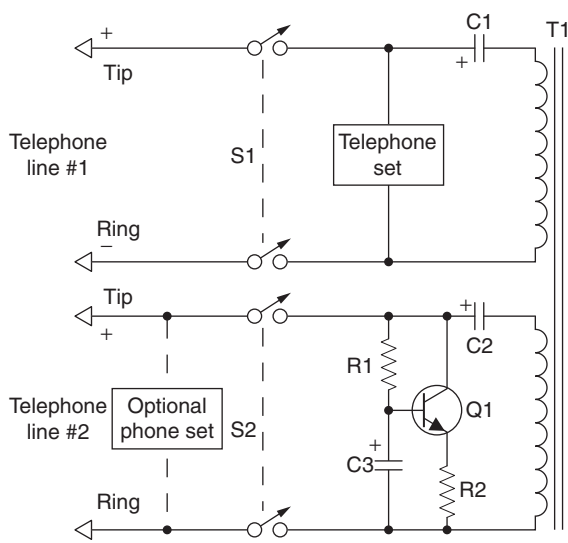 C1
T1
+
Tip
+
Telephone
line #1
S1
Telephone
set
Ring
−
Tip
+
+
C2
R1
Telephone
line #2
Optional
phone set
S2
Q1
+
C3
R2
Ring